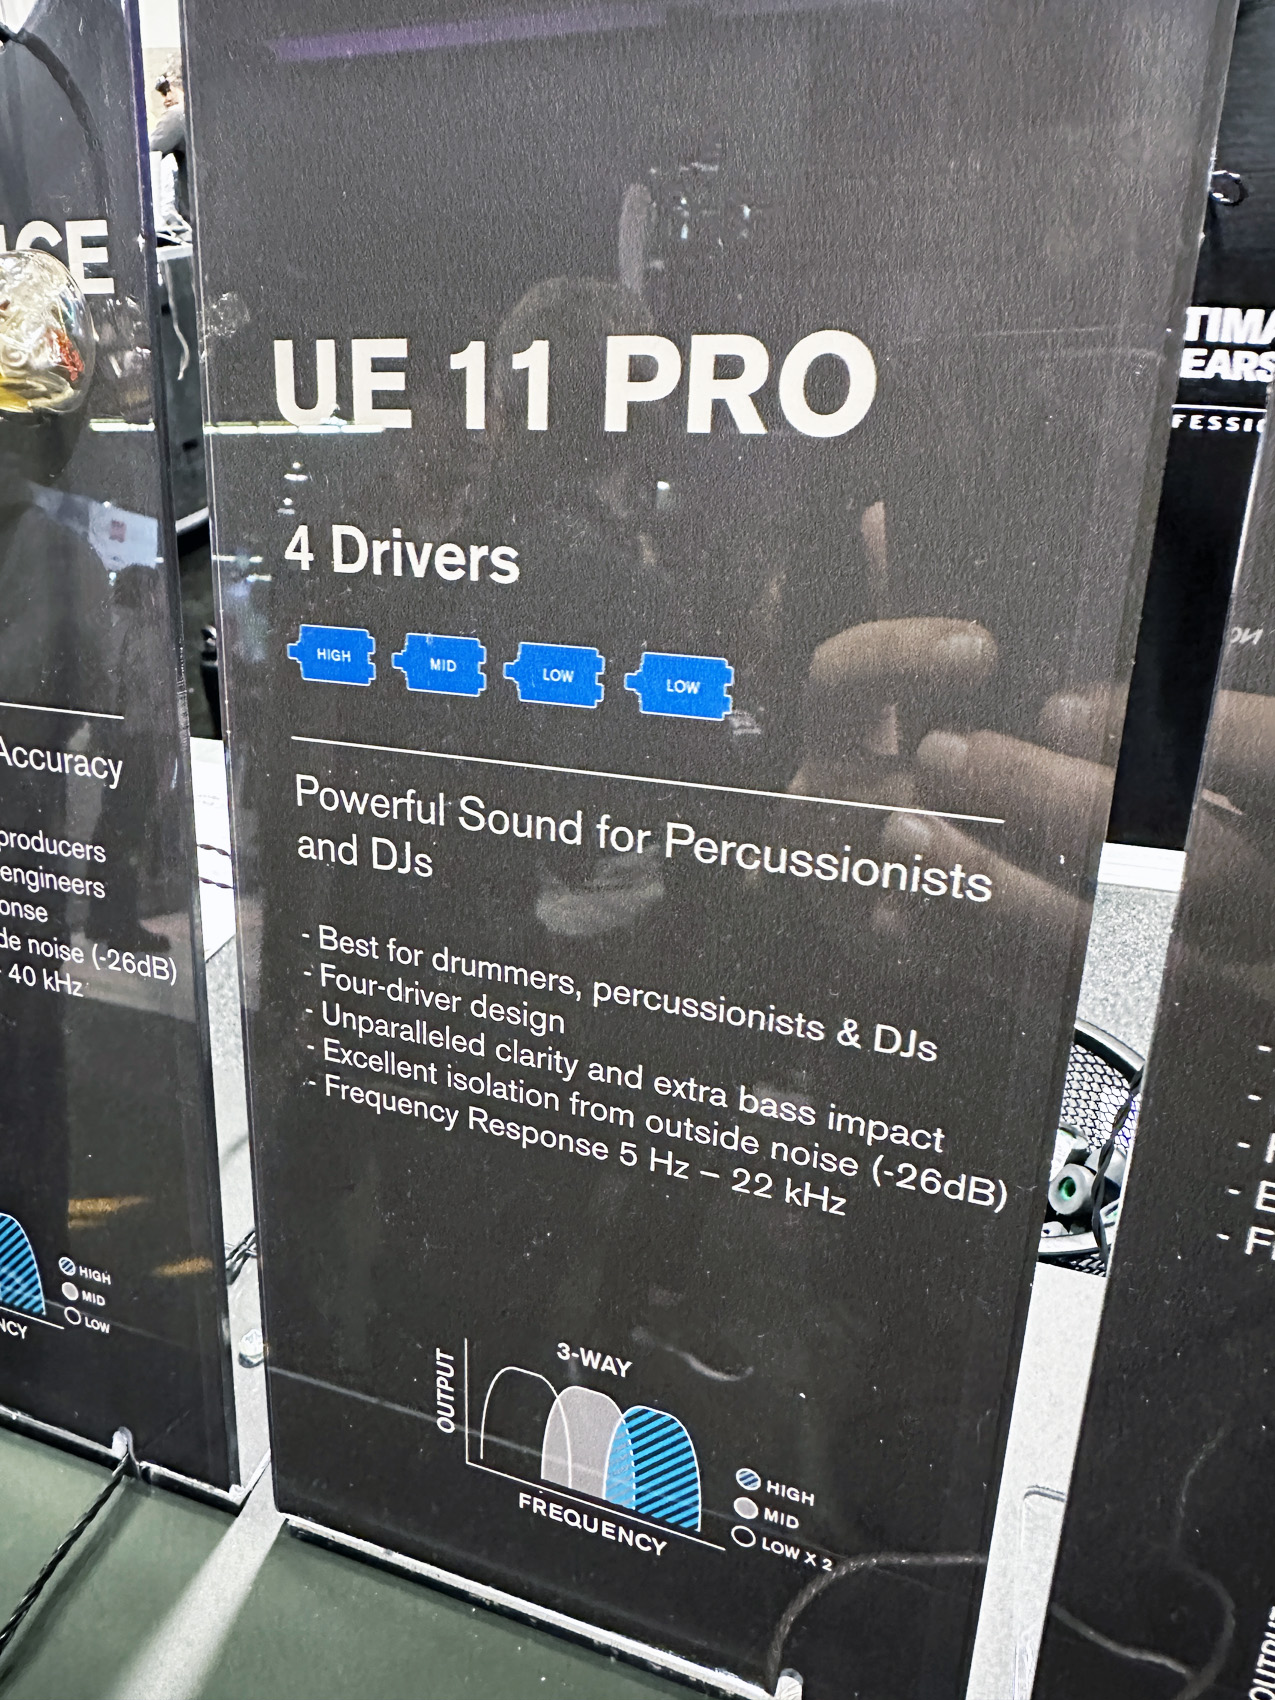 UE 11 PRO
4 Drivers
HIGH MID LOW LOW
Powerful Sound for Percussionists
and DJs
- Best for drummers, percussionists & DJs
- Four-driver design
- Unparalleled clarity and extra bass impact
- Excellent isolation from outside noise (-26dB)
- Frequency Response 5 Hz – 22 kHz
3-WAY
OUTPUT
FREQUENCY
HIGH
MID
LOW X 2
Accuracy
producers
engineers
noise (-26dB)
40 kHz
HIGH
MID
LOW
EARS